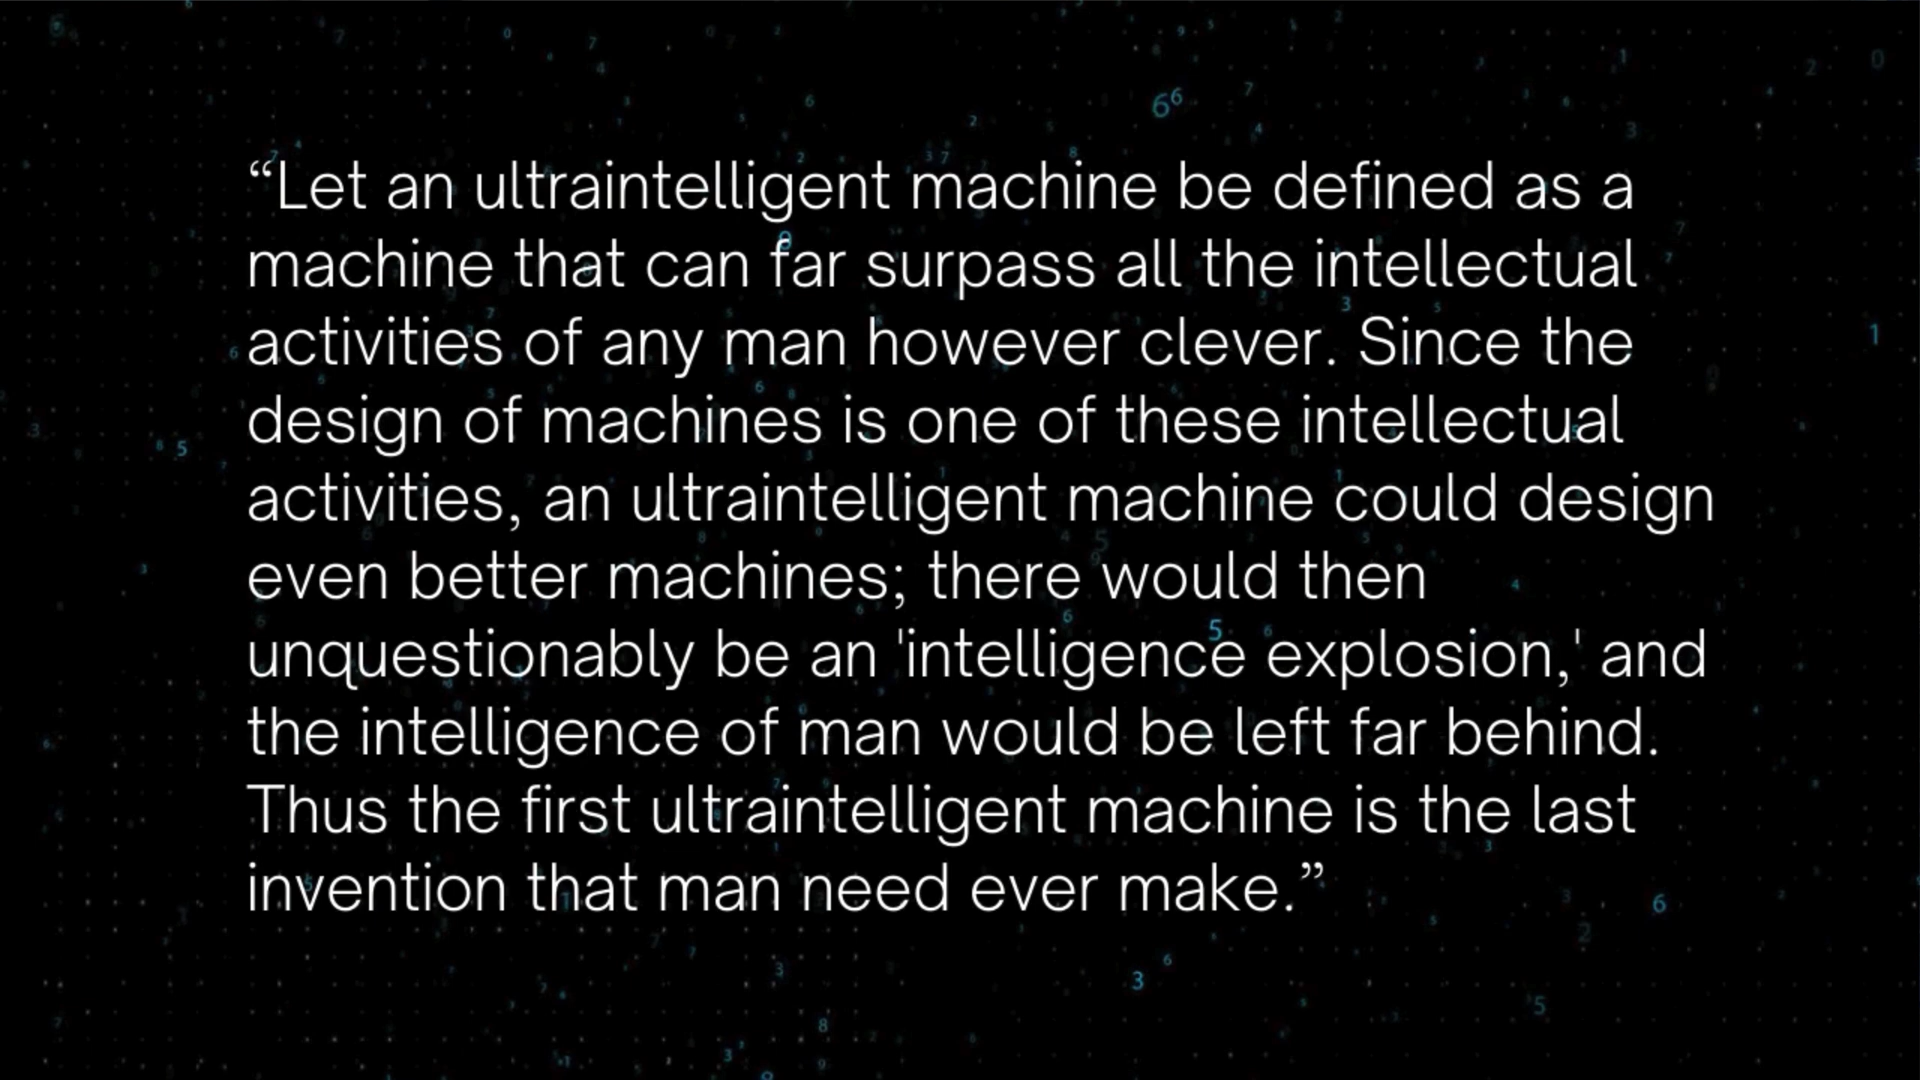 “Let an ultraintelligent machine be defined as a
machine that can far surpass all the intellectual
activities of any man however clever. Since the
design of machines is one of these intellectual
activities, an ultraintelligent machine could design
even better machines; there would then
unquestionably be an 'intelligence explosion,' and
the intelligence of man would be left far behind.
Thus the first ultraintelligent machine is the last
invention that man need ever make.”